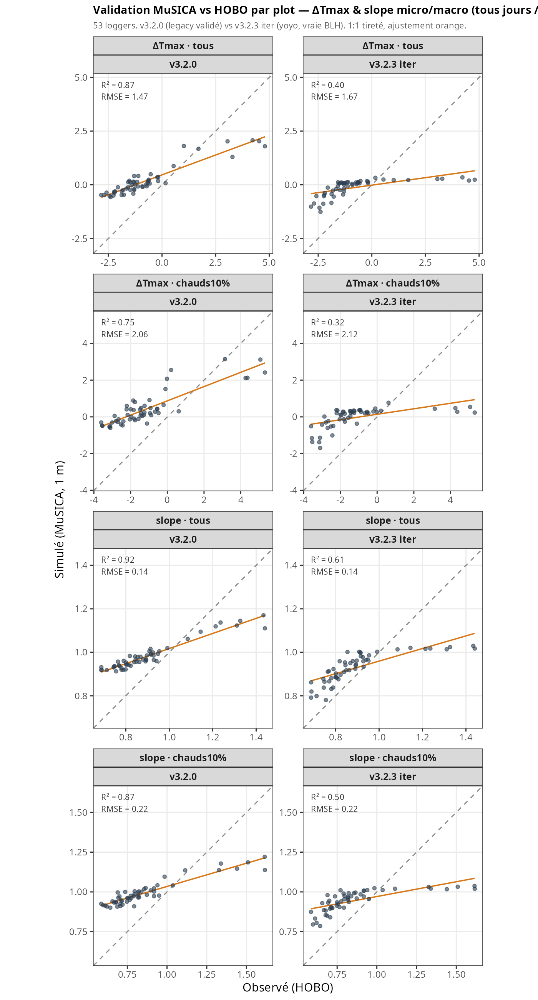 Validation MuSICA vs HOBO par plot — ΔTmax & slope micro/macro (tous jours /
53 loggers. v3.2.0 (legacy validé) vs v3.2.3 iter (yoyo, vraie BLH). 1:1 tireté, ajustement orange.
ΔTmax · tous
ΔTmax · tous
v3.2.0
v3.2.3 iter
R² = 0.87
RMSE = 1.47
R² = 0.40
RMSE = 1.67
5.0
2.5
0.0
-2.5
5.0
2.5
0.0
-2.5
-2.5 0.0 2.5 5.0
-2.5 0.0 2.5 5.0
ΔTmax · chauds10%
ΔTmax · chauds10%
v3.2.0
v3.2.3 iter
R² = 0.75
RMSE = 2.06
R² = 0.32
RMSE = 2.12
4
2
0
-2
-4
4
2
0
-2
-4
-4 -2 0 2 4
-4 -2 0 2 4
Simulé (MuSICA, 1 m)
slope · tous
slope · tous
v3.2.0
v3.2.3 iter
R² = 0.92
RMSE = 0.14
R² = 0.61
RMSE = 0.14
1.4
1.2
1.0
0.8
1.4
1.2
1.0
0.8
0.8 1.0 1.2 1.4
0.8 1.0 1.2 1.4
slope · chauds10%
slope · chauds10%
v3.2.0
v3.2.3 iter
R² = 0.87
RMSE = 0.22
R² = 0.50
RMSE = 0.22
1.50
1.25
1.00
0.75
1.50
1.25
1.00
0.75
0.75 1.00 1.25 1.50
0.75 1.00 1.25 1.50
Observé (HOBO)